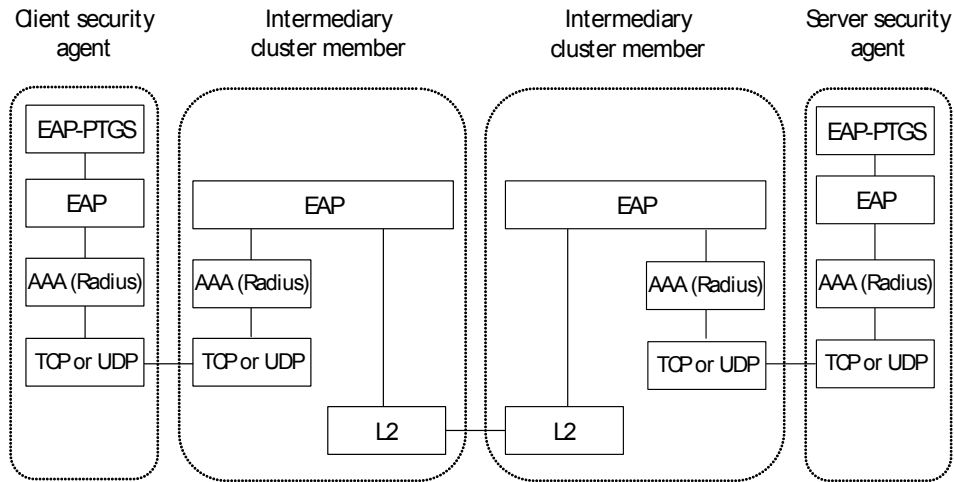 Client security
agent
Intermediary
cluster member
Intermediary
cluster member
Server security
agent
EAP-PTGS
EAP
AAA (Radius)
TCP or UDP
EAP
AAA (Radius)
TCP or UDP
L2
EAP
AAA (Radius)
TCP or UDP
L2
EAP-PTGS
EAP
AAA (Radius)
TCP or UDP